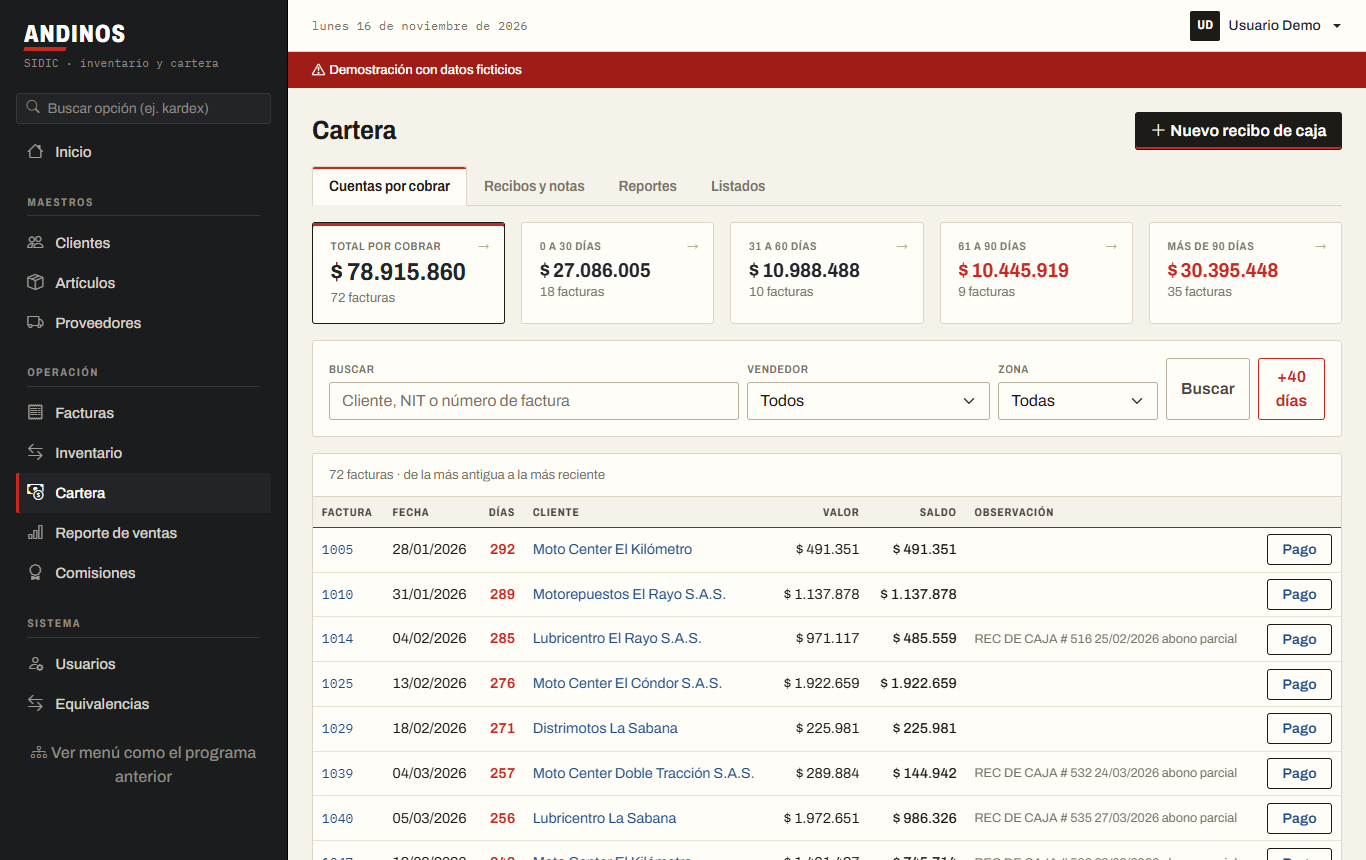 ANDINOS
SIDIC · inventario y cartera
Buscar opción (ej. kardex)
Inicio
MAESTROS
Clientes
Artículos
Proveedores
OPERACIÓN
Facturas
Inventario
Cartera
Reporte de ventas
Comisiones
SISTEMA
Usuarios
Equivalencias
Ver menú como el programa
anterior
lunes 16 de noviembre de 2026
UD Usuario Demo
Demostración con datos ficticios
Cartera
+ Nuevo recibo de caja
Cuentas por cobrar Recibos y notas Reportes Listados
TOTAL POR COBRAR →
$ 78.915.860
72 facturas
0 A 30 DÍAS →
$ 27.086.005
18 facturas
31 A 60 DÍAS →
$ 10.988.488
10 facturas
61 A 90 DÍAS →
$ 10.445.919
9 facturas
MÁS DE 90 DÍAS →
$ 30.395.448
35 facturas
BUSCAR VENDEDOR ZONA
Cliente, NIT o número de factura Todos Todas Buscar
+40
días
72 facturas · de la más antigua a la más reciente
FACTURA FECHA DÍAS CLIENTE VALOR SALDO OBSERVACIÓN
1005 28/01/2026 292 Moto Center El Kilómetro $ 491.351 $ 491.351 Pago
1010 31/01/2026 289 Motorepuestos El Rayo S.A.S. $ 1.137.878 $ 1.137.878 Pago
1014 04/02/2026 285 Lubricentro El Rayo S.A.S. $ 971.117 $ 485.559 REC DE CAJA # 516 25/02/2026 abono parcial Pago
1025 13/02/2026 276 Moto Center El Cóndor S.A.S. $ 1.922.659 $ 1.922.659 Pago
1029 18/02/2026 271 Distrimotos La Sabana $ 225.981 $ 225.981 Pago
1039 04/03/2026 257 Moto Center Doble Tracción S.A.S. $ 289.884 $ 144.942 REC DE CAJA # 532 24/03/2026 abono parcial Pago
1040 05/03/2026 256 Lubricentro La Sabana $ 1.972.651 $ 986.326 REC DE CAJA # 535 27/03/2026 abono parcial Pago